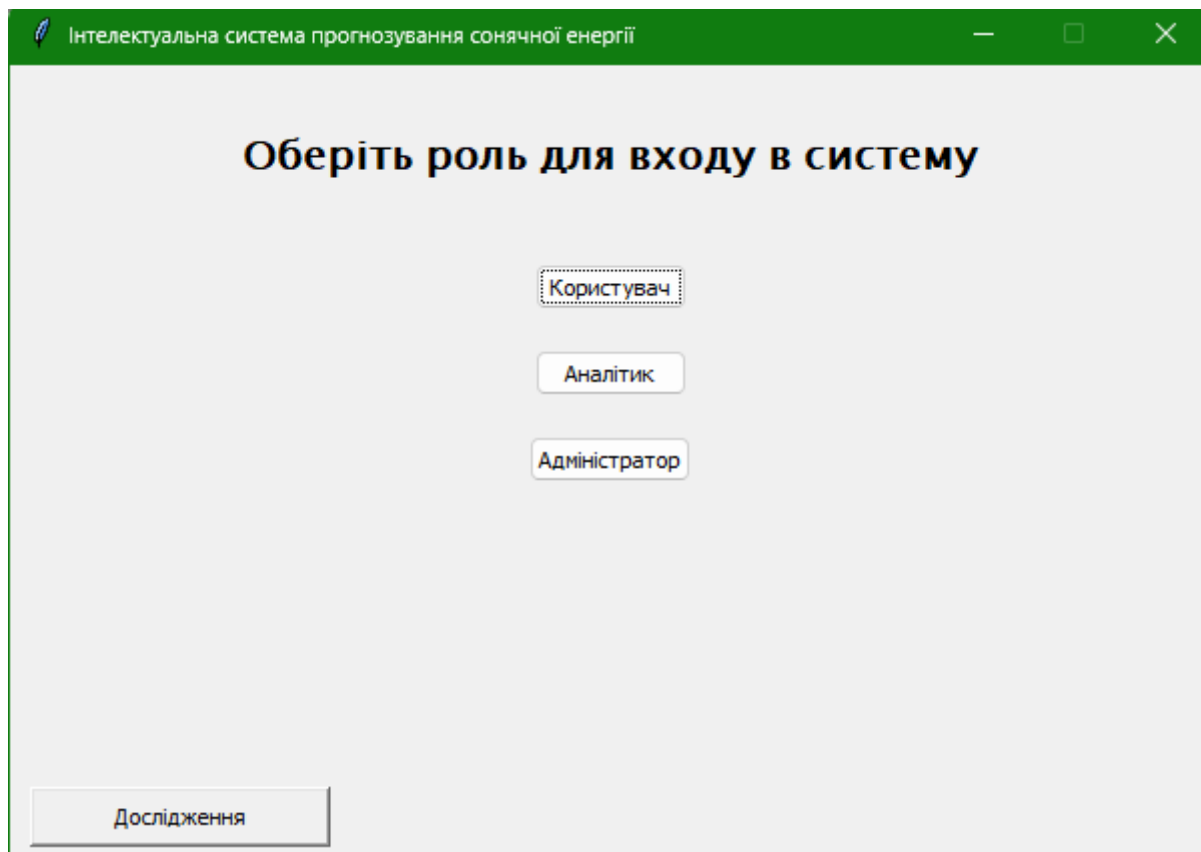 Інтелектуальна система прогнозування сонячної енергії
Оберіть роль для входу в систему
Користувач
Аналітик
Адміністратор
Дослідження